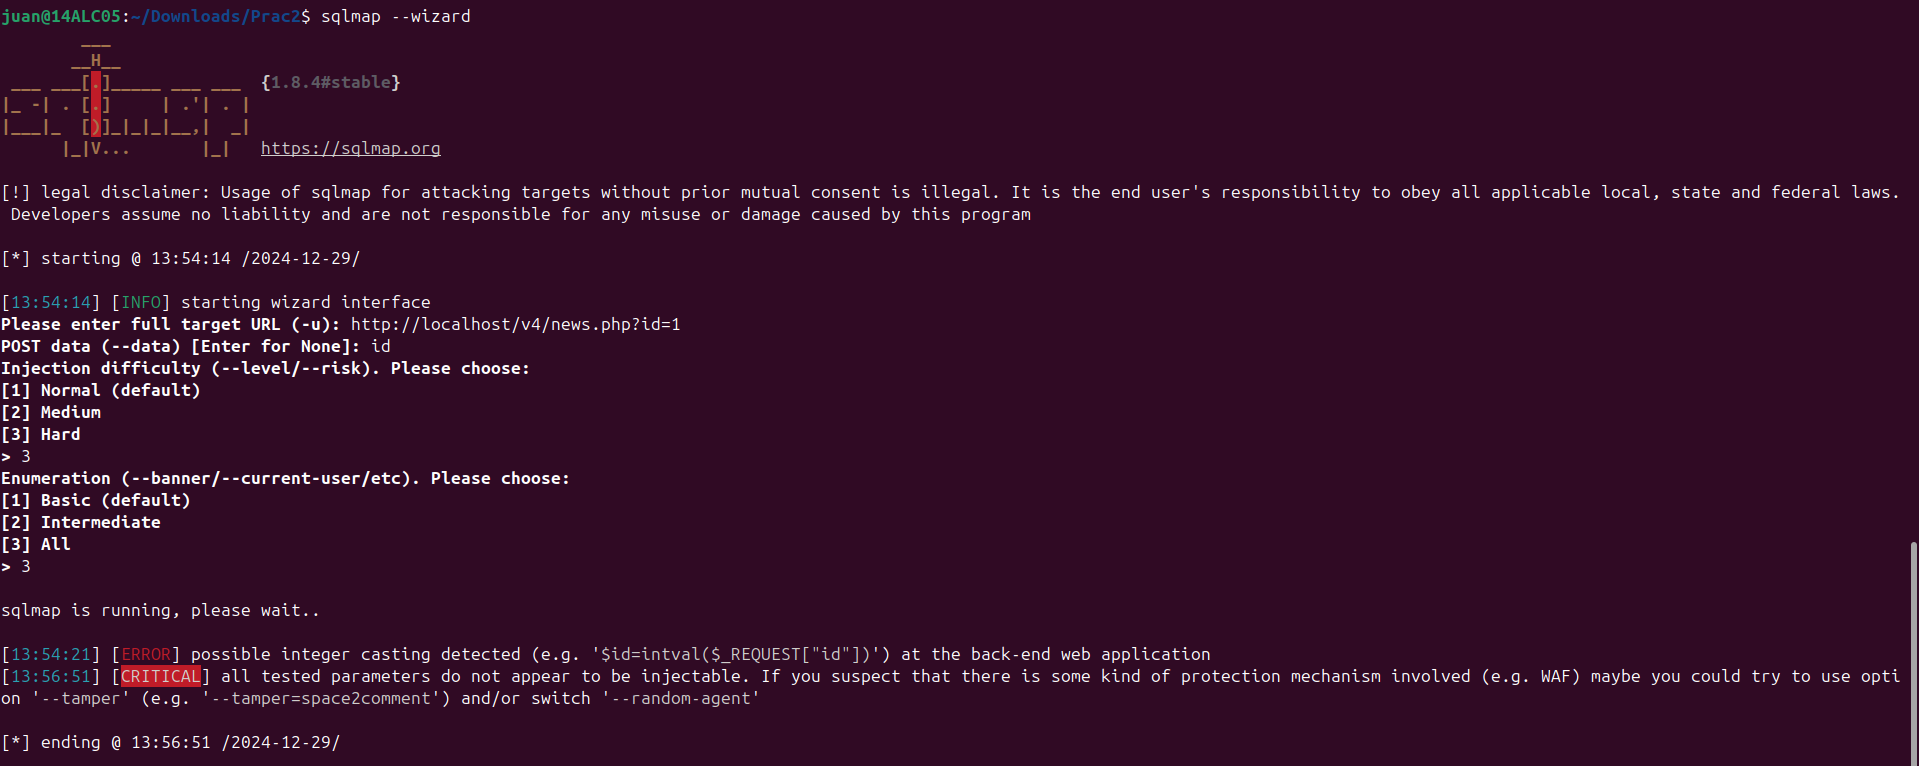 juan@14ALC05:~/Downloads/Prac2$ sqlmap --wizard
        ___
       __H__
 ___ ___[.]_____ ___ ___  {1.8.4#stable}
|_ -| . [.]     | .'| . |
|___|_  [)]_|_|_|__,|  _|
      |_|V...       |_|   https://sqlmap.org
[!] legal disclaimer: Usage of sqlmap for attacking targets without prior mutual consent is illegal. It is the end user's responsibility to obey all applicable local, state and federal laws.
 Developers assume no liability and are not responsible for any misuse or damage caused by this program
[*] starting @ 13:54:14 /2024-12-29/
[13:54:14] [INFO] starting wizard interface
Please enter full target URL (-u): http://localhost/v4/news.php?id=1
POST data (--data) [Enter for None]: id
Injection difficulty (--level/--risk). Please choose:
[1] Normal (default)
[2] Medium
[3] Hard
> 3
Enumeration (--banner/--current-user/etc). Please choose:
[1] Basic (default)
[2] Intermediate
[3] All
> 3
sqlmap is running, please wait..
[13:54:21] [ERROR] possible integer casting detected (e.g. '$id=intval($_REQUEST["id"])') at the back-end web application
[13:56:51] [CRITICAL] all tested parameters do not appear to be injectable. If you suspect that there is some kind of protection mechanism involved (e.g. WAF) maybe you could try to use opti
on '--tamper' (e.g. '--tamper=space2comment') and/or switch '--random-agent'
[*] ending @ 13:56:51 /2024-12-29/